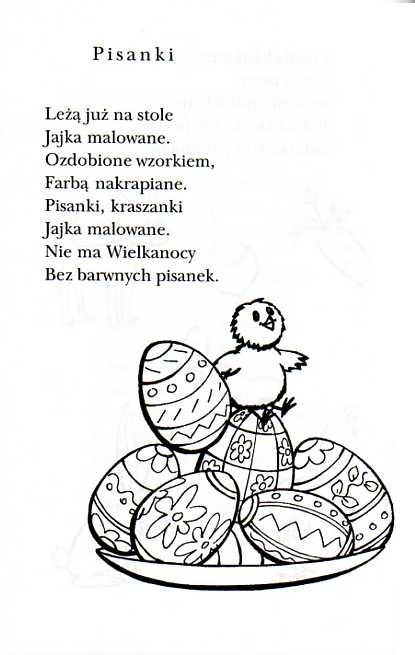 Pisanki
Leżą już na stole
Jajka malowane.
Ozdobione wzorkiem,
Farbą nakrapiane.
Pisanki, kraszanki
Jajka malowane.
Nie ma Wielkanocy
Bez barwnych pisanek.